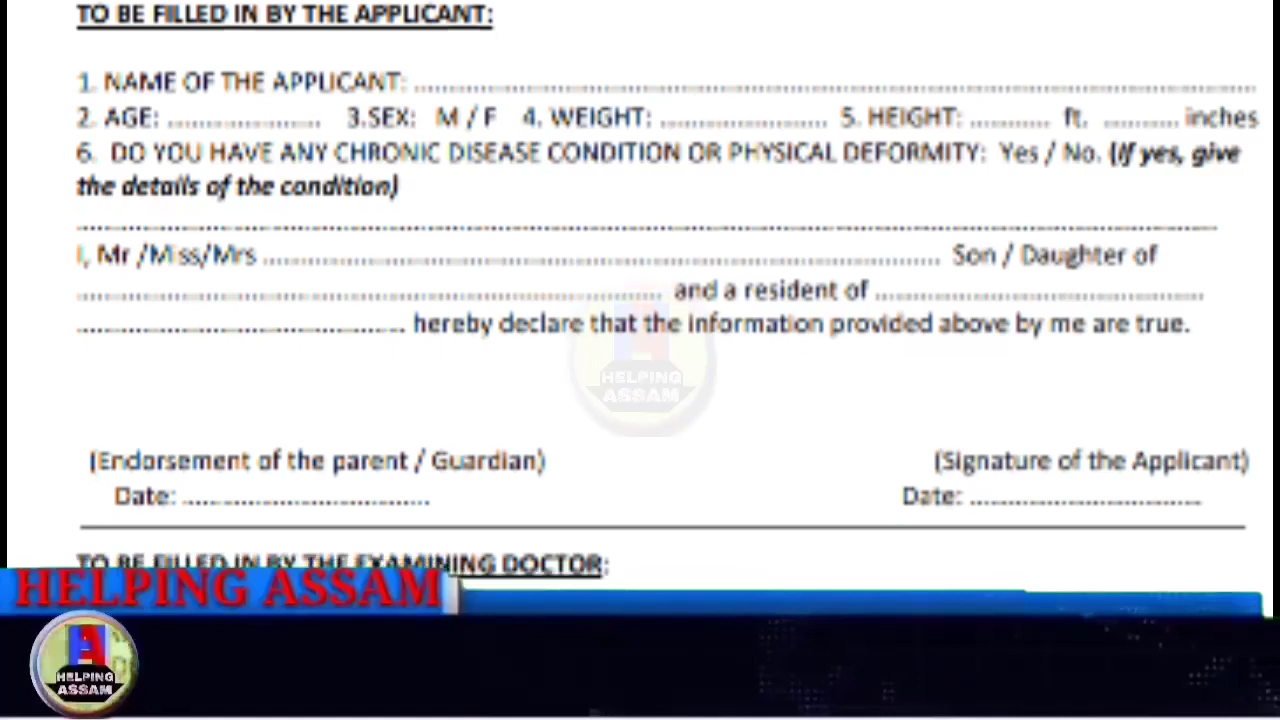 TO BE FILLED IN BY THE APPLICANT:
1. NAME OF THE APPLICANT: ........................................................................
2. AGE: ...................... 3.SEX: M / F 4. WEIGHT: ........................ 5. HEIGHT: ........... ft. ........... inches
6. DO YOU HAVE ANY CHRONIC DISEASE CONDITION OR PHYSICAL DEFORMITY: Yes / No. (If yes, give
the details of the condition)
........................................................................
I, Mr /Miss/Mrs ........................................................................ Son / Daughter of
........................................................................ and a resident of ................................................
................................................ hereby declare that the information provided above by me are true.
HELPING
ASSAM
(Endorsement of the parent / Guardian) (Signature of the Applicant)
Date: ................................... Date: .................................
TO BE FILLED IN BY THE EXAMINING DOCTOR:
HELPING ASSAM
HELPING
ASSAM